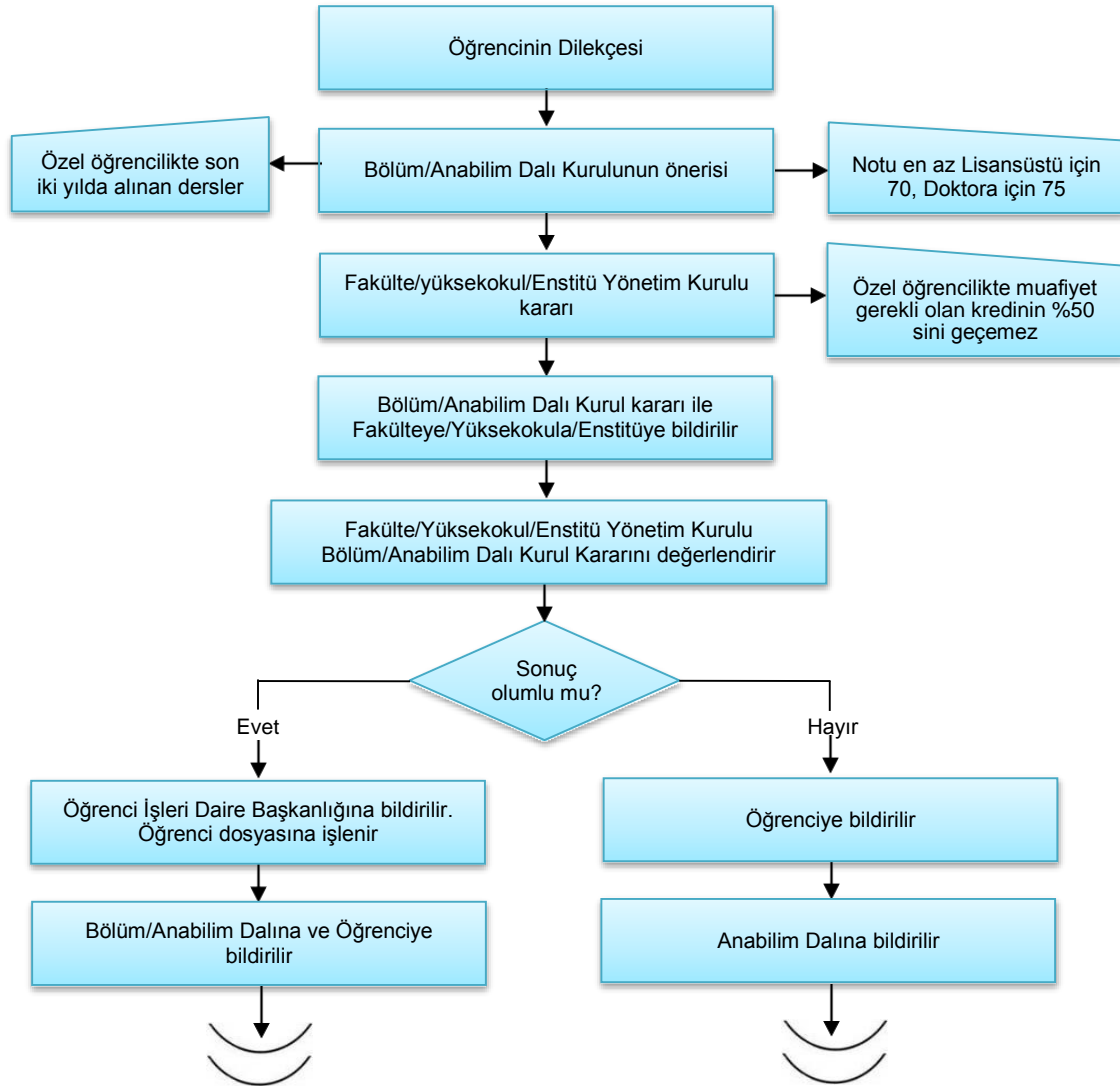 Öğrencinin Dilekçesi
Özel öğrencilikte son
iki yılda alınan dersler
Bölüm/Anabilim Dalı Kurulunun önerisi
Notu en az Lisansüstü için
70, Doktora için 75
Fakülte/yüksekokul/Enstitü Yönetim Kurulu
kararı
Özel öğrencilikte muafiyet
gerekli olan kredinin %50
sini geçemez
Bölüm/Anabilim Dalı Kurul kararı ile
Fakülteye/Yüksekokula/Enstitüye bildirilir
Fakülte/Yüksekokul/Enstitü Yönetim Kurulu
Bölüm/Anabilim Dalı Kurul Kararını değerlendirir
Sonuç
olumlu mu?
Evet
Hayır
Öğrenci İşleri Daire Başkanlığına bildirilir.
Öğrenci dosyasına işlenir
Öğrenciye bildirilir
Bölüm/Anabilim Dalına ve Öğrenciye
bildirilir
Anabilim Dalına bildirilir